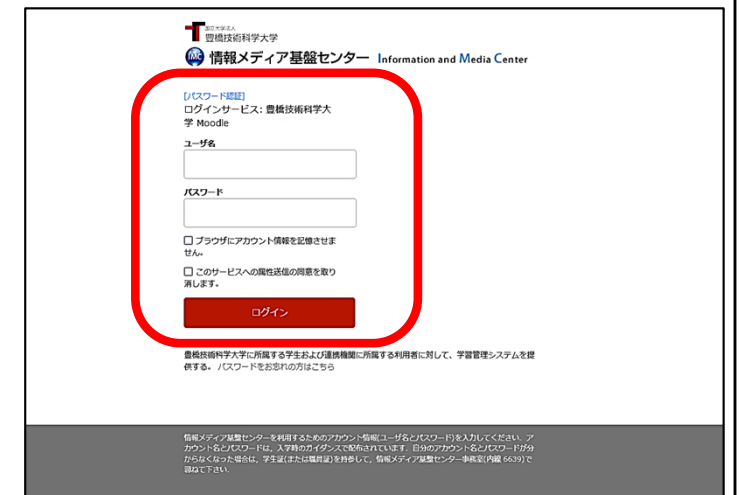 国立大学法人
豊橋技術科学大学
IMC 情報メディア基盤センター Information and Media Center
[パスワード認証]
ログインサービス: 豊橋技術科学大
学 Moodle
ユーザ名
パスワード
ブラウザにアカウント情報を記憶させま
せん。
このサービスへの属性送信の同意を取り
消します。
ログイン
豊橋技術科学大学に所属する学生および連携機関に所属する利用者に対して、学習管理システムを提
供する。 パスワードをお忘れの方はこちら
情報メディア基盤センターを利用するためのアカウント情報(ユーザ名とパスワード)を入力してください。ア
カウント名とパスワードは、入学時のガイダンスで配布されています。自分のアカウント名とパスワードが分
からなくなった場合は、学生証(または職員証)を持参して、情報メディア基盤センター事務室(内線 6639)で
尋ねて下さい。